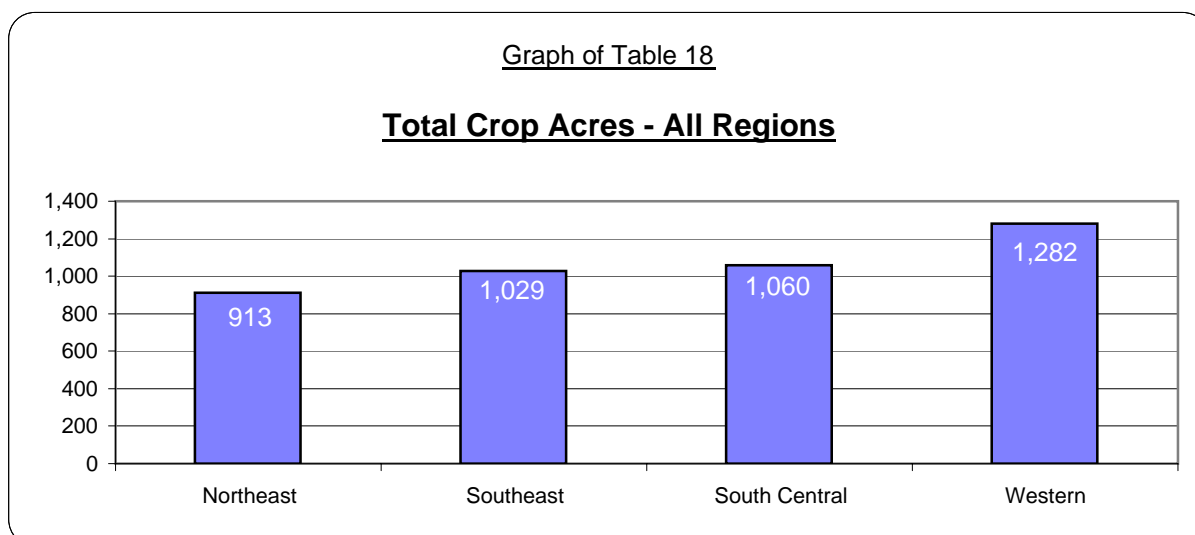 Graph of Table 18
Total Crop Acres - All Regions
1,400
1,200
1,000
800
600
400
200
0
913
1,029
1,060
1,282
Northeast
Southeast
South Central
Western